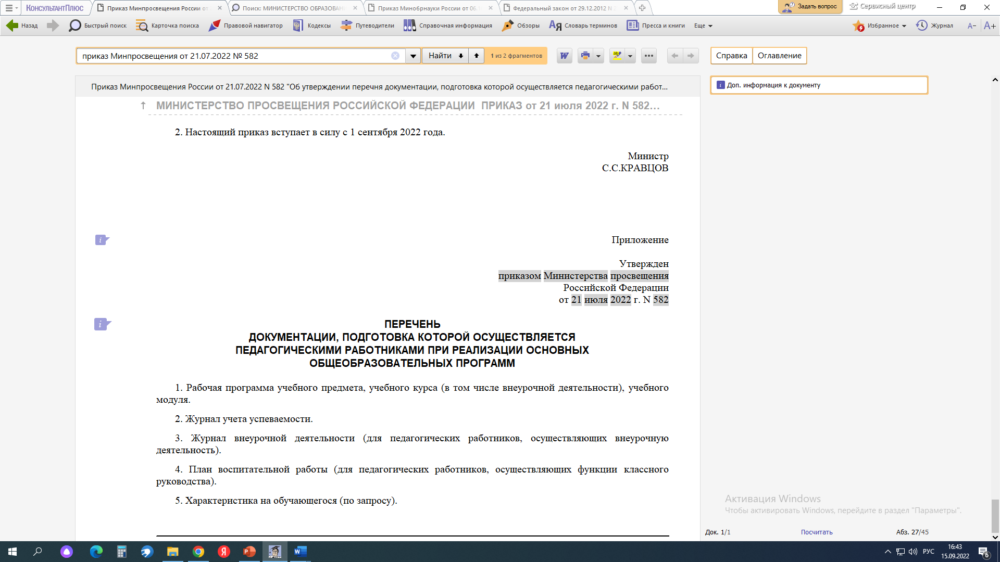 КонсультантПлюс
Приказ Минпросвещения России от
Поиск: МИНИСТЕРСТВО ОБРАЗОВАН
Приказ Минобрнауки России от 06.1
Федеральный закон от 29.12.2012 N 2
Задать вопрос
Сервисный центр
Назад
Быстрый поиск
Карточка поиска
Правовой навигатор
Кодексы
Путеводители
Справочная информация
Обзоры
Словарь терминов
Пресса и книги
Еще
Избранное
Журнал
А−
А+
приказ Минпросвещения от 21.07.2022 № 582
Найти
1 из 2 фрагментов
Справка
Оглавление
Приказ Минпросвещения России от 21.07.2022 N 582 "Об утверждении перечня документации, подготовка которой осуществляется педагогическими работ...
Доп. информация к документу
↑ МИНИСТЕРСТВО ПРОСВЕЩЕНИЯ РОССИЙСКОЙ ФЕДЕРАЦИИ ПРИКАЗ от 21 июля 2022 г. N 582...
2. Настоящий приказ вступает в силу с 1 сентября 2022 года.
Министр
С.С.КРАВЦОВ
Приложение
Утвержден
приказом Министерства просвещения
Российской Федерации
от 21 июля 2022 г. N 582
ПЕРЕЧЕНЬ
ДОКУМЕНТАЦИИ, ПОДГОТОВКА КОТОРОЙ ОСУЩЕСТВЛЯЕТСЯ
ПЕДАГОГИЧЕСКИМИ РАБОТНИКАМИ ПРИ РЕАЛИЗАЦИИ ОСНОВНЫХ
ОБЩЕОБРАЗОВАТЕЛЬНЫХ ПРОГРАММ
1. Рабочая программа учебного предмета, учебного курса (в том числе внеурочной деятельности), учебного
модуля.
2. Журнал учета успеваемости.
3. Журнал внеурочной деятельности (для педагогических работников, осуществляющих внеурочную
деятельность).
4. План воспитательной работы (для педагогических работников, осуществляющих функции классного
руководства).
5. Характеристика на обучающегося (по запросу).
Активация Windows
Чтобы активировать Windows, перейдите в раздел "Параметры".
Док. 1/1
Посчитать
Абз. 27/45
РУС
16:43
15.09.2022
6